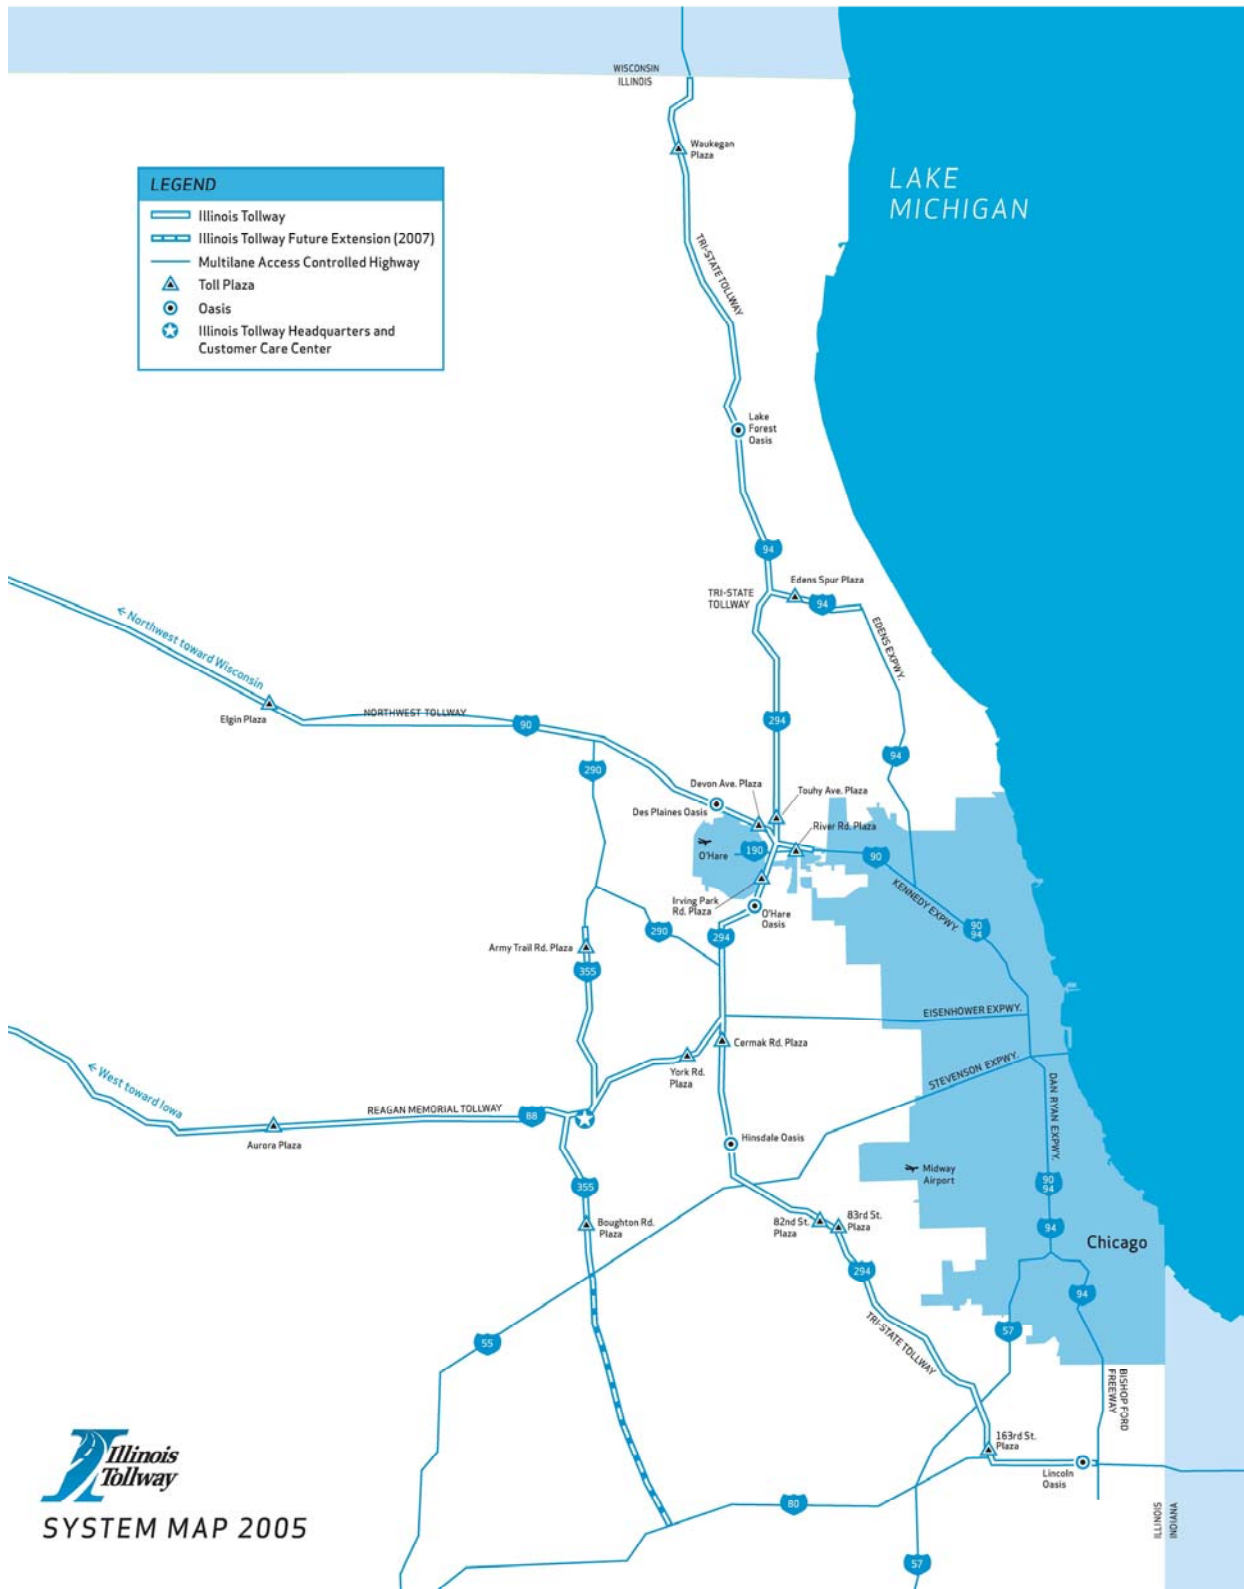 WISCONSIN
ILLINOIS
Waukegan
Plaza
LAKE
MICHIGAN
LEGEND
Illinois Tollway
Illinois Tollway Future Extension (2007)
Multilane Access Controlled Highway
Toll Plaza
Oasis
Illinois Tollway Headquarters and
Customer Care Center
TRI-STATE TOLLWAY
Lake
Forest
Oasis
94
Edens Spur Plaza
TRI-STATE
TOLLWAY
94
EDENS EXPWY.
← Northwest toward Wisconsin
Elgin Plaza
NORTHWEST TOLLWAY
90
294
94
290
Devon Ave. Plaza
Touhy Ave. Plaza
Des Plaines Oasis
River Rd. Plaza
O'Hare
190
90
KENNEDY EXPWY.
Irving Park
Rd. Plaza
O'Hare
Oasis
290
294
90
94
Army Trail Rd. Plaza
355
EISENHOWER EXPWY.
Cermak Rd. Plaza
York Rd.
Plaza
STEVENSON EXPWY.
DAN RYAN EXPWY.
← West toward Iowa
REAGAN MEMORIAL TOLLWAY
88
Aurora Plaza
Hinsdale Oasis
Midway
Airport
355
90
94
Boughton Rd.
Plaza
82nd St.
Plaza
83rd St.
Plaza
94
Chicago
294
94
TRI-STATE TOLLWAY
57
55
BISHOP FORD
FREEWAY
163rd St.
Plaza
Lincoln
Oasis
80
57
ILLINOIS
INDIANA
Illinois
Tollway
SYSTEM MAP 2005